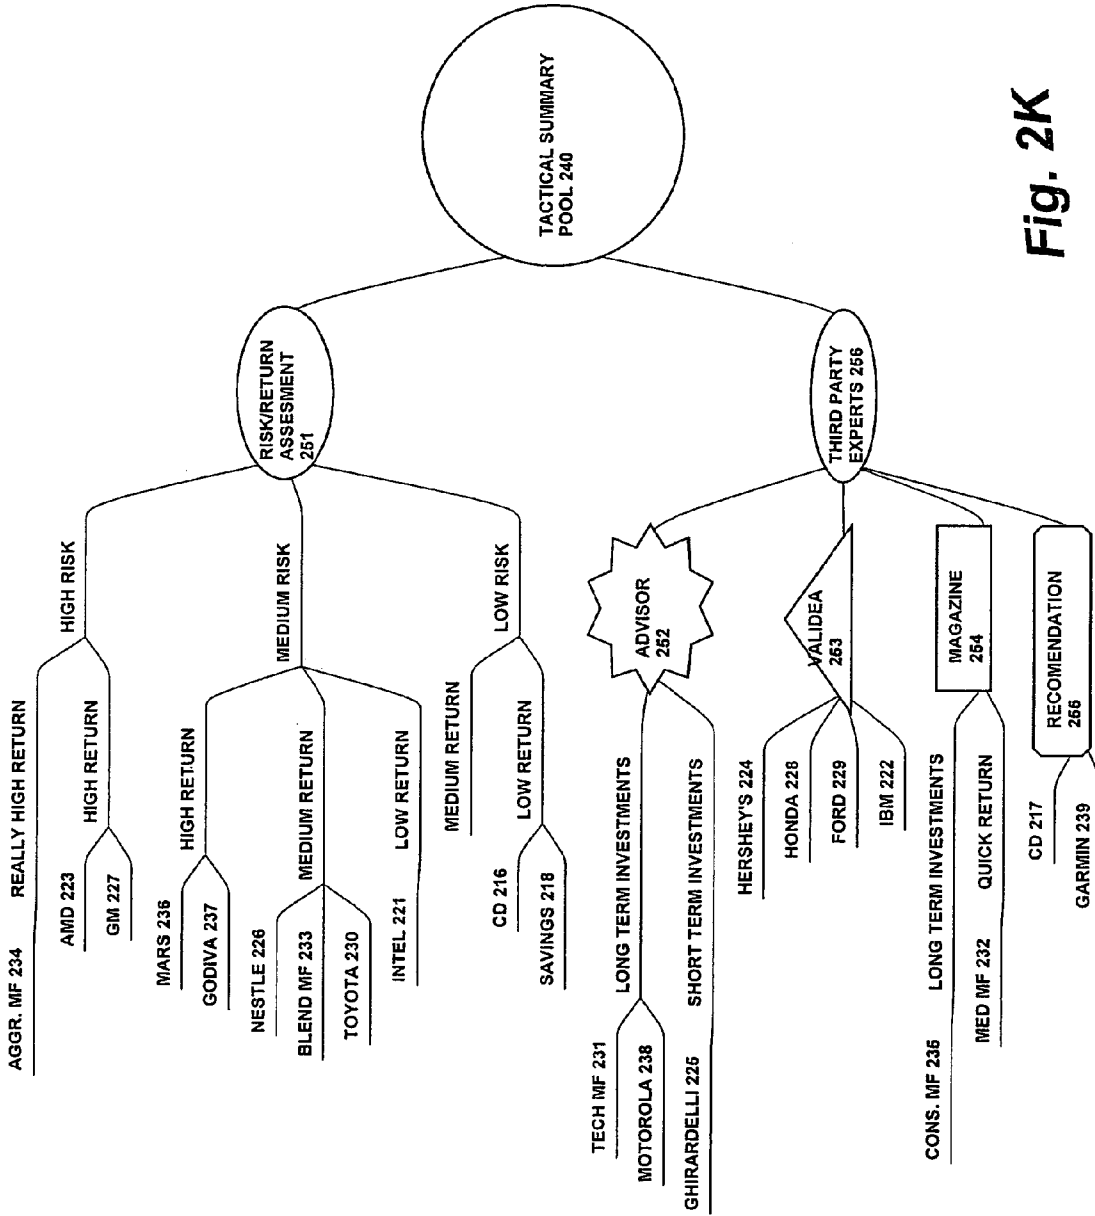 TACTICAL SUMMARY
POOL 240
RISK/RETURN
ASSESMENT
251
HIGH RISK
REALLY HIGH RETURN
AGGR. MF 234
HIGH RETURN
AMD 223
GM 227
MEDIUM RISK
HIGH RETURN
MARS 236
GODIVA 237
MEDIUM RETURN
NESTLE 226
BLEND MF 233
TOYOTA 230
LOW RETURN
INTEL 221
LOW RISK
MEDIUM RETURN
LOW RETURN
CD 216
SAVINGS 218
THIRD PARTY
EXPERTS 256
ADVISOR
252
LONG TERM INVESTMENTS
TECH MF 231
MOTOROLA 238
SHORT TERM INVESTMENTS
GHIRARDELLI 225
VALIDEA
253
HERSHEY'S 224
HONDA 228
FORD 229
IBM 222
MAGAZINE
254
LONG TERM INVESTMENTS
CONS. MF 235
QUICK RETURN
MED MF 232
RECOMENDATION
255
CD 217
GARMIN 239
Fig. 2K